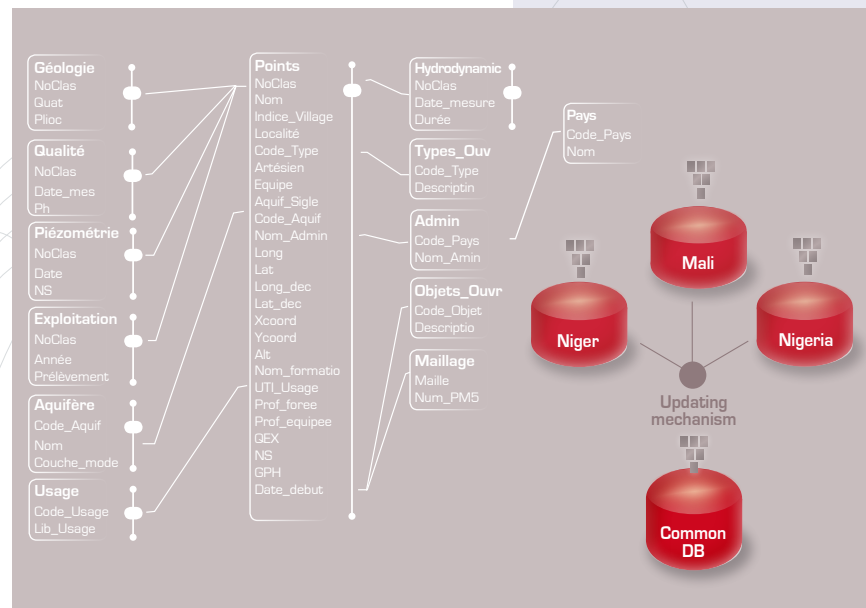 Géologie
NoClas
Quat
Plioc
Qualité
NoClas
Date_mes
Ph
Piézométrie
NoClas
Date
NS
Exploitation
NoClas
Année
Prélèvement
Aquifère
Code_Aquif
Nom
Couche_mode
Usage
Code_Usage
Lib_Usage
Points
NoClas
Nom
Indice_Village
Localité
Code_Type
Artésien
Equipe
Aquif_Sigle
Code_Aquif
Nom_Admin
Long
Lat
Long_dec
Lat_dec
Xcoord
Ycoord
Alt
Nom_formatio
UTI_Usage
Prof_foree
Prof_equipee
QEX
NS
GPH
Date_debut
Hydrodynamic
NoClas
Date_mesure
Durée
Types_Ouv
Code_Type
Descriptin
Admin
Code_Pays
Nom_Amin
Objets_Ouvr
Code_Objet
Descriptio
Maillage
Maille
Num_PM5
Pays
Code_Pays
Nom
Mali
Niger
Nigeria
Updating
mechanism
Common
DB